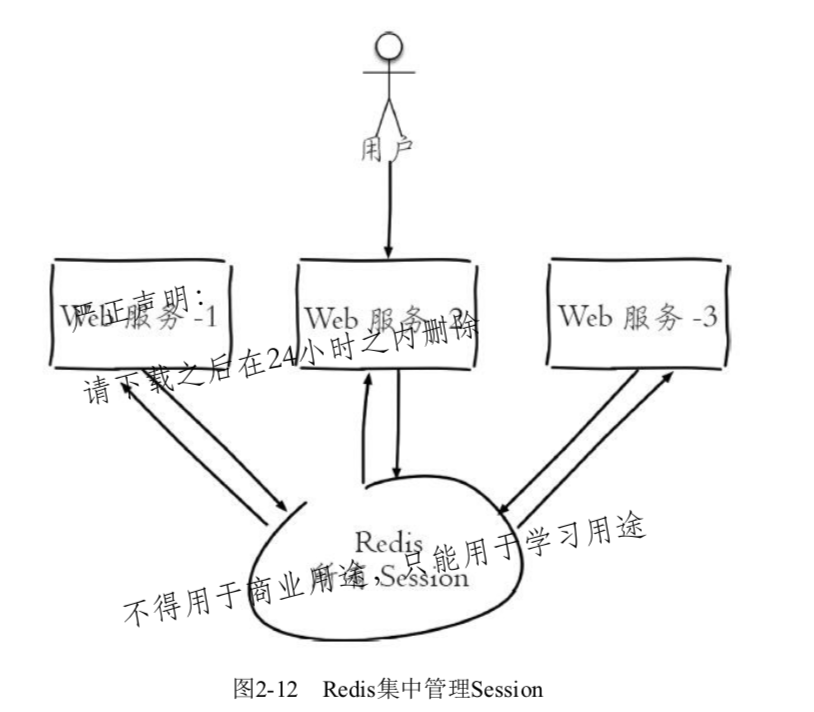 用户
Web 服务 -1
Web 服务 -2
Web 服务 -3
严正声明：
请下载之后在24小时之内删除
Redis
所有 Session
不得用于商业用途，只能用于学习用途
图2-12 Redis集中管理Session